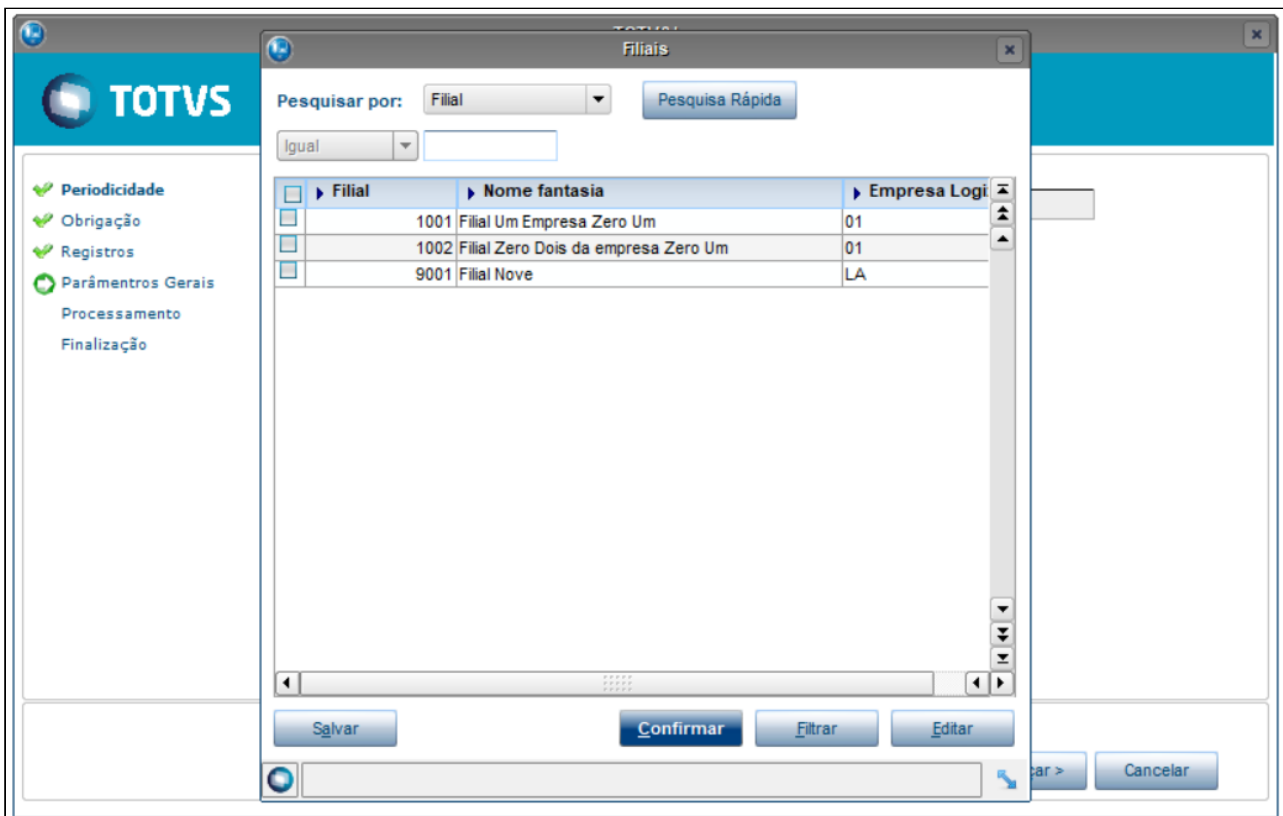 Filiais
TOTVS
Pesquisar por: Filial Pesquisa Rápida
Igual
Periodicidade
Obrigação
Registros
Parâmentros Gerais
Processamento
Finalização
Filial Nome fantasia Empresa Logi
1001 Filial Um Empresa Zero Um 01
1002 Filial Zero Dois da empresa Zero Um 01
9001 Filial Nove LA
Salvar Confirmar Filtrar Editar
çar > Cancelar